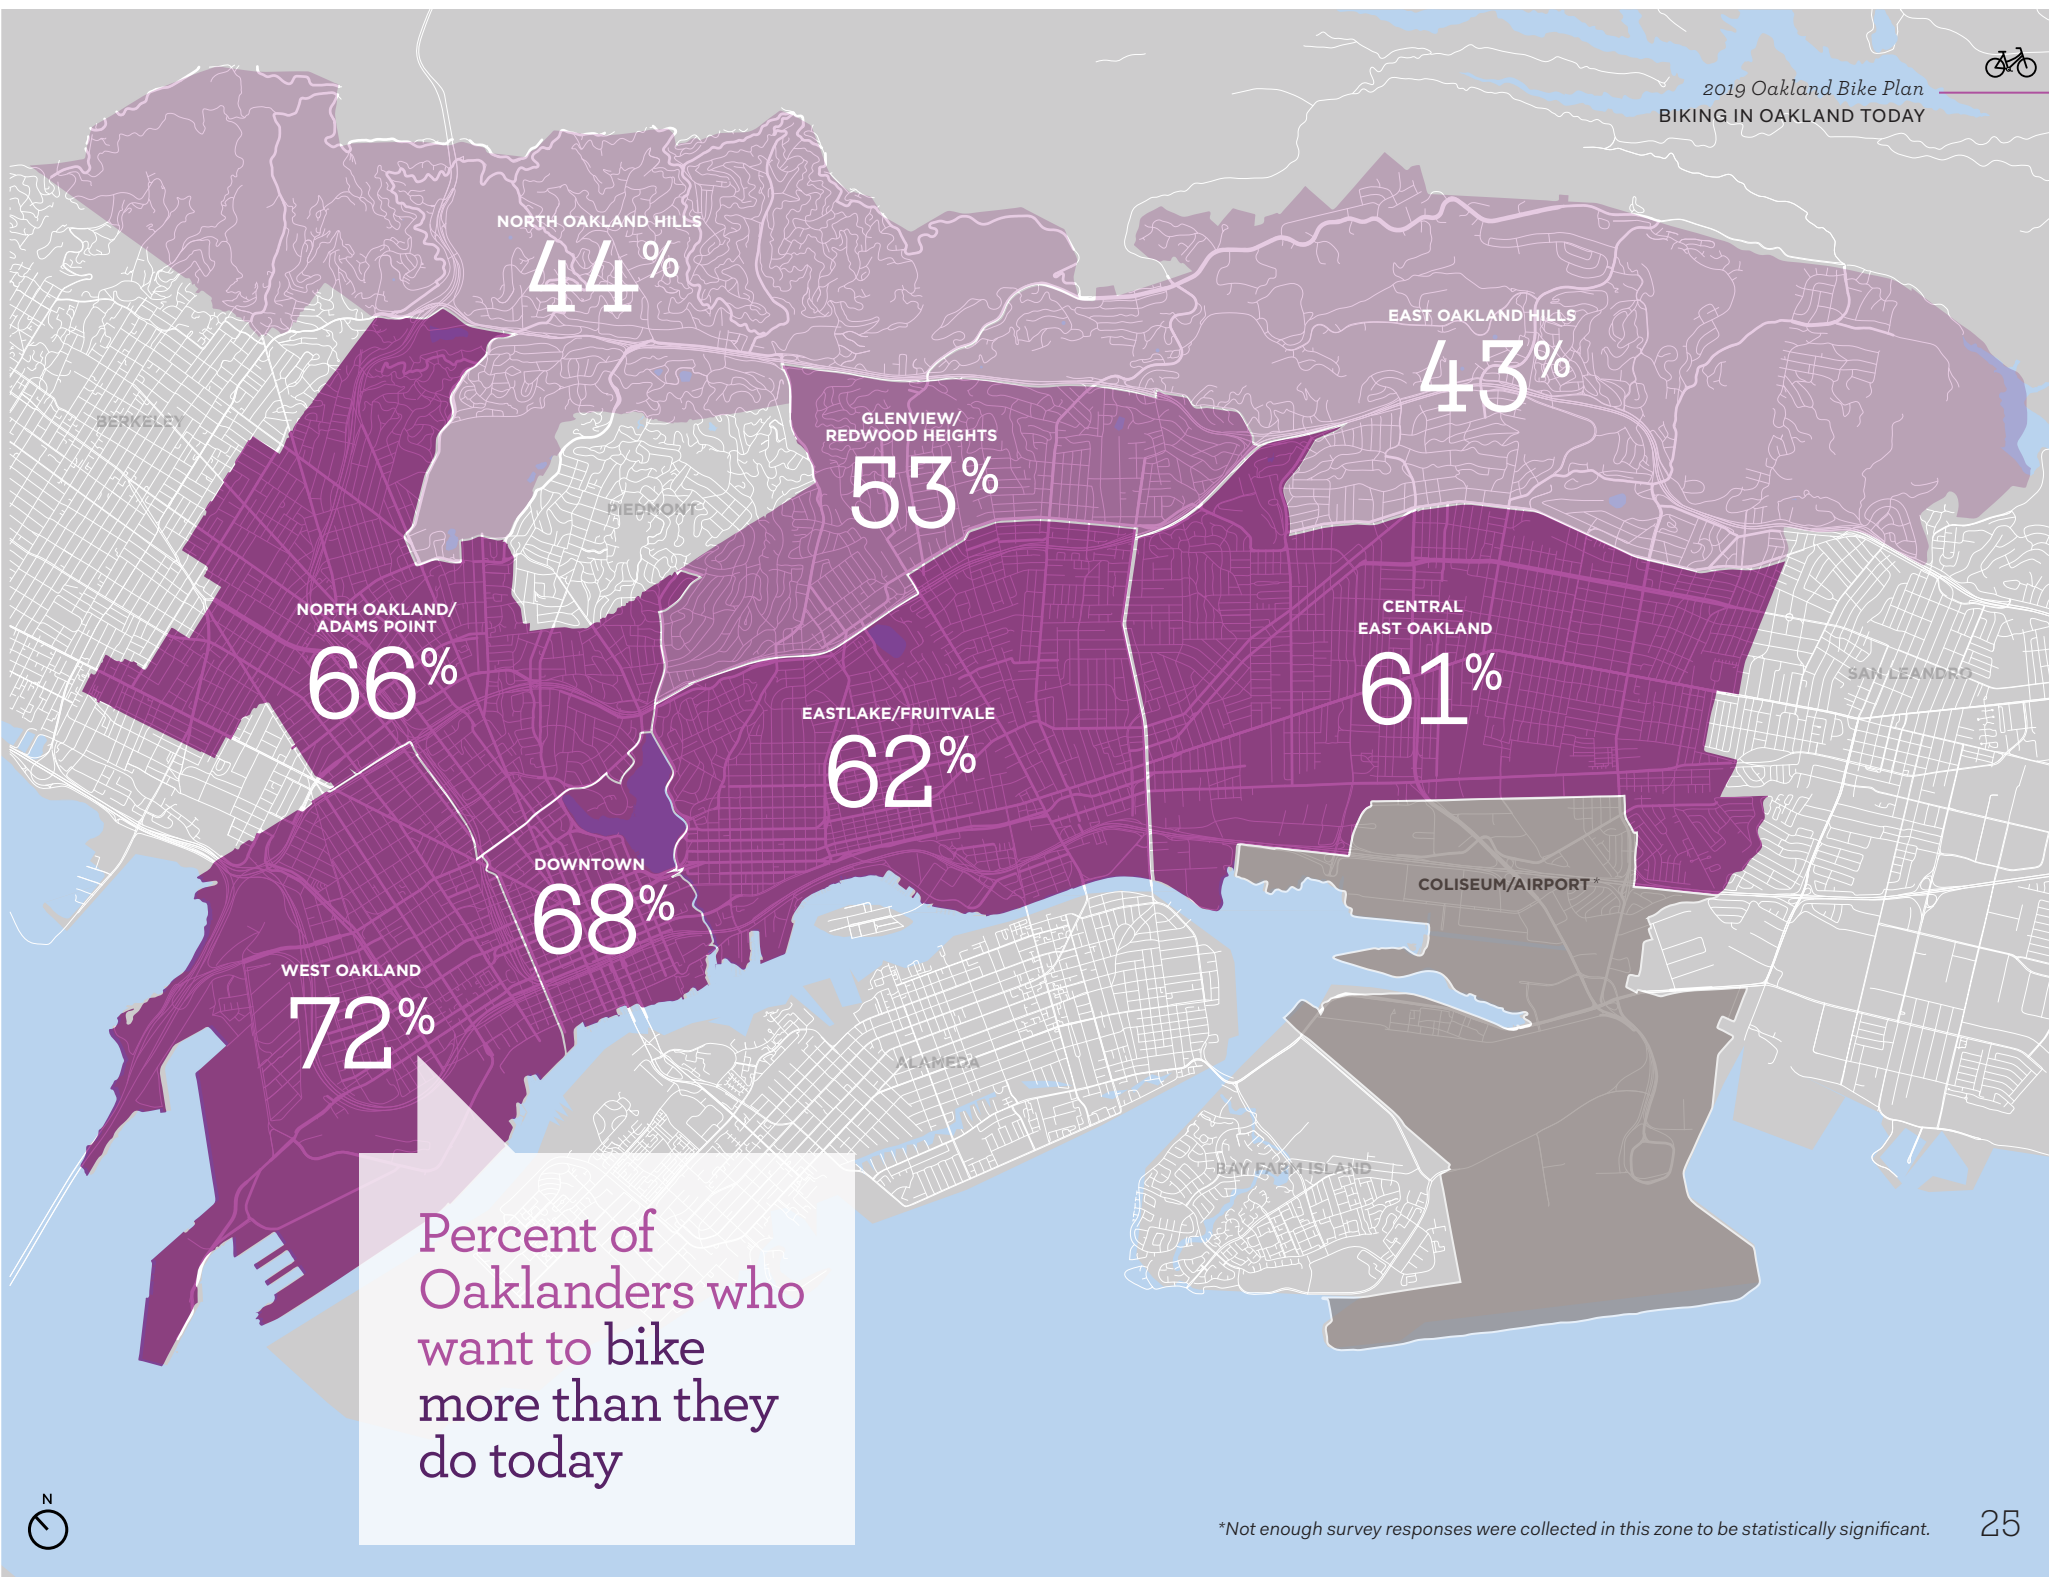 2019 Oakland Bike Plan
BIKING IN OAKLAND TODAY
NORTH OAKLAND HILLS
44%
EAST OAKLAND HILLS
43%
BERKELEY
GLENVIEW/
REDWOOD HEIGHTS
53%
PIEDMONT
NORTH OAKLAND/
ADAMS POINT
66%
CENTRAL
EAST OAKLAND
61%
SAN LEANDRO
EASTLAKE/FRUITVALE
62%
DOWNTOWN
68%
COLISEUM/AIRPORT*
WEST OAKLAND
72%
ALAMEDA
BAY FARM ISLAND
Percent of
Oaklanders who
want to bike
more than they
do today
N
*Not enough survey responses were collected in this zone to be statistically significant.
25